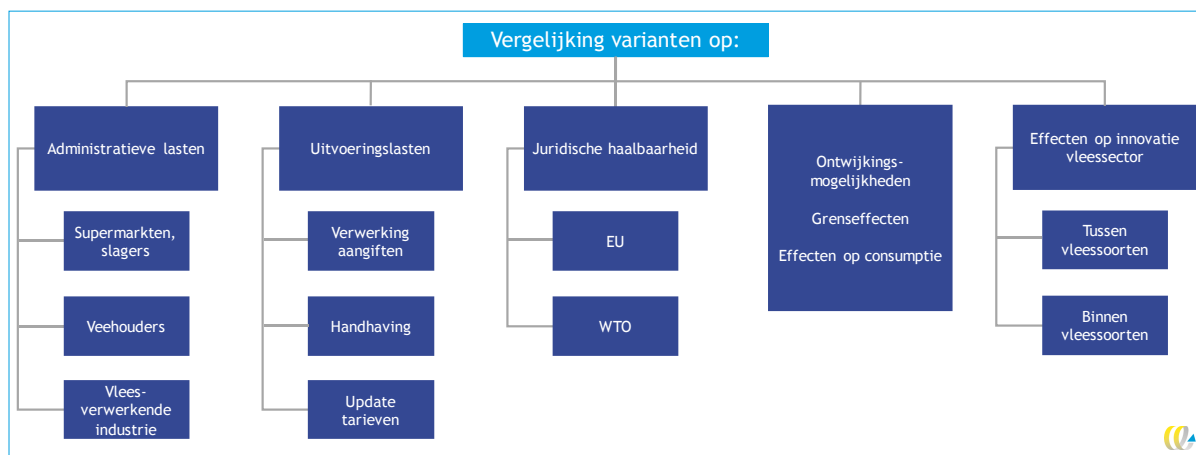 Vergelijking varianten op:
Administratieve lasten
Supermarkten,
slagers
Veehouders
Vlees-
verwerkende
industrie
Uitvoeringslasten
Verwerking
aangiften
Handhaving
Update
tarieven
Juridische haalbaarheid
EU
WTO
Ontwijkings-
mogelijkheden
Grenseffecten
Effecten op consumptie
Effecten op innovatie
vleessector
Tussen
vleessoorten
Binnen
vleessoorten